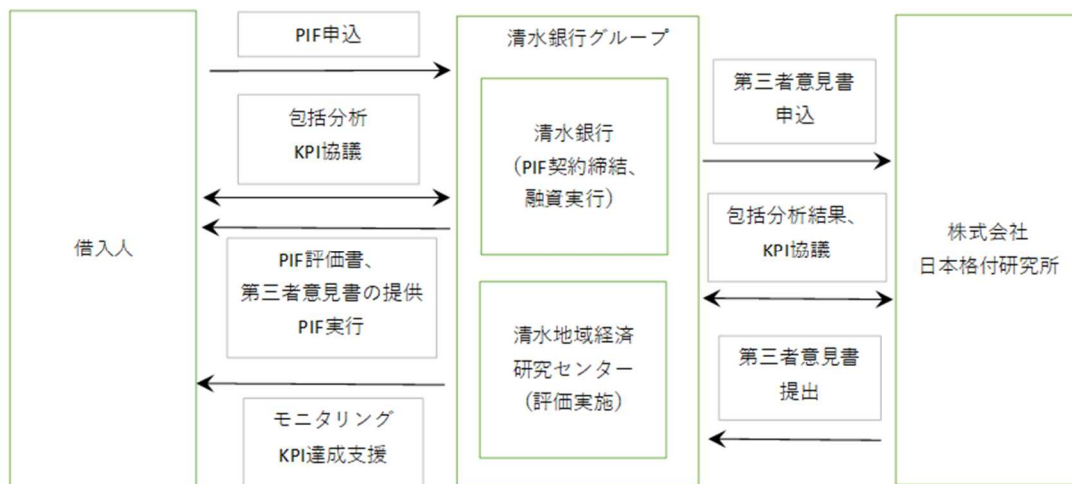 借入人
PIF申込
包括分析
KPI協議
PIF評価書、
第三者意見書の提供
PIF実行
モニタリング
KPI達成支援
清水銀行グループ
清水銀行
（PIF契約締結、
融資実行）
清水地域経済
研究センター
（評価実施）
第三者意見書
申込
包括分析結果、
KPI協議
第三者意見書
提出
株式会社
日本格付研究所